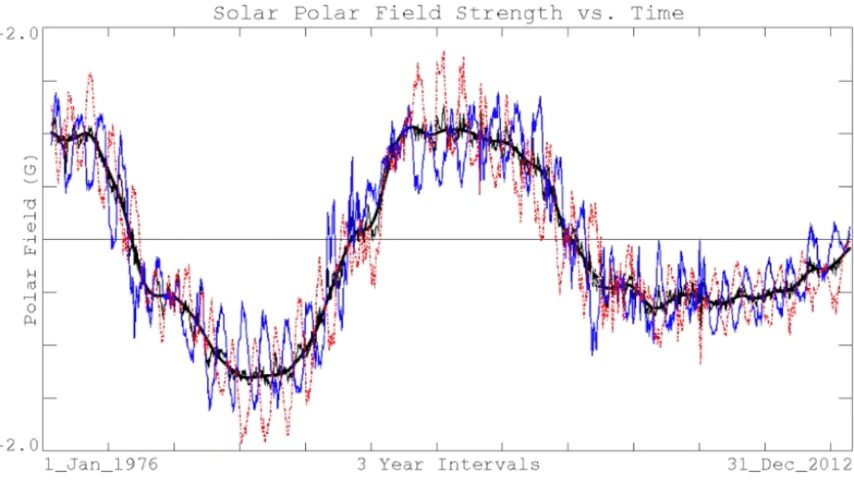 Solar Polar Field Strength vs. Time
-2.0
Polar Field (G)
-2.0
1_Jan_1976 3 Year Intervals 31_Dec_2012